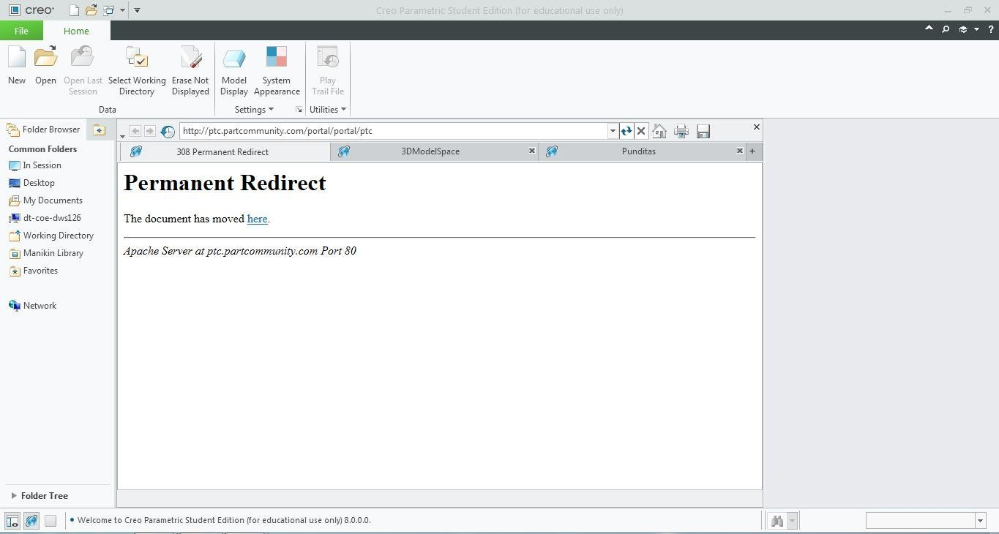 creo
Creo Parametric Student Edition (for educational use only)
File
Home
?
New
Open
Open Last
Session
Select Working
Directory
Erase Not
Displayed
Model
Display
System
Appearance
Play
Trail File
Data
Settings
Utilities
Folder Browser
http://ptc.partcommunity.com/portal/portal/ptc
Common Folders
308 Permanent Redirect
3DModelSpace
Punditas
In Session
Desktop
My Documents
dt-coe-dws126
Working Directory
Manikin Library
Favorites
Network
Permanent Redirect
The document has moved here.
Apache Server at ptc.partcommunity.com Port 80
Folder Tree
• Welcome to Creo Parametric Student Edition (for educational use only) 8.0.0.0.